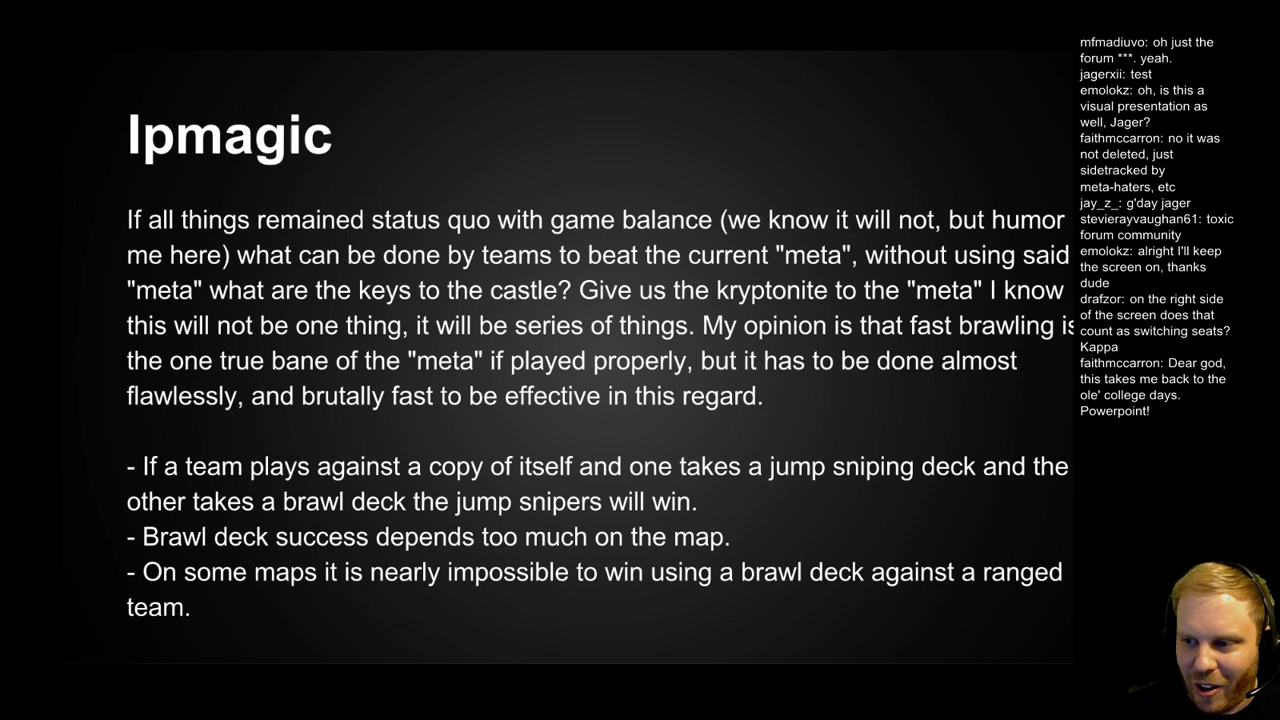 lpmagic
If all things remained status quo with game balance (we know it will not, but humor
me here) what can be done by teams to beat the current "meta", without using said
"meta" what are the keys to the castle? Give us the kryptonite to the "meta" I know
this will not be one thing, it will be series of things. My opinion is that fast brawling is
the one true bane of the "meta" if played properly, but it has to be done almost
flawlessly, and brutally fast to be effective in this regard.
- If a team plays against a copy of itself and one takes a jump sniping deck and the
other takes a brawl deck the jump snipers will win.
- Brawl deck success depends too much on the map.
- On some maps it is nearly impossible to win using a brawl deck against a ranged
team.
mfmadiuvo: oh just the
forum ***. yeah.
jagerxii: test
emolokz: oh, is this a
visual presentation as
well, Jager?
faithmccarron: no it was
not deleted, just
sidetracked by
meta-haters, etc
jay_z_: g'day jager
stevierayvaughan61: toxic
forum community
emolokz: alright I'll keep
the screen on, thanks
dude
drafzor: on the right side
of the screen does that
count as switching seats?
Kappa
faithmccarron: Dear god,
this takes me back to the
ole' college days.
Powerpoint!